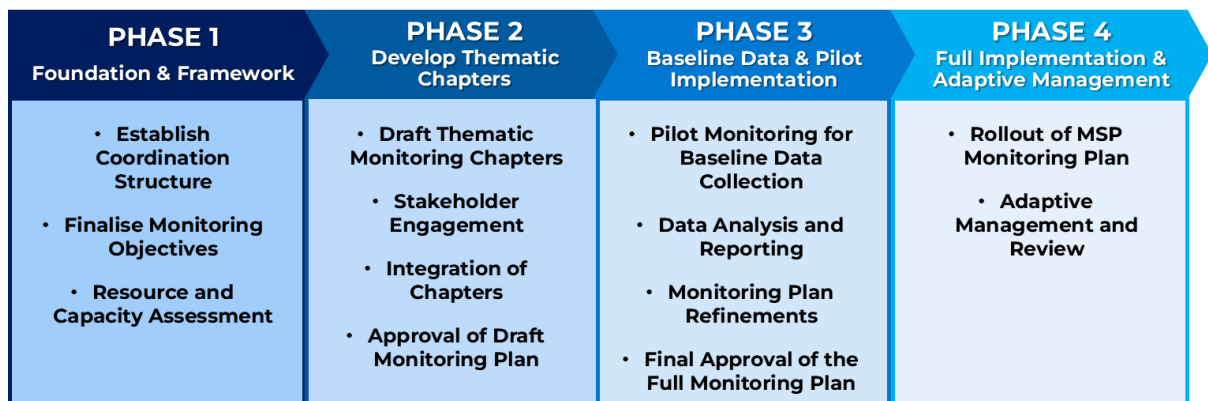 PHASE 1
Foundation & Framework
• Establish
Coordination
Structure
• Finalise Monitoring
Objectives
• Resource and
Capacity Assessment
PHASE 2
Develop Thematic
Chapters
• Draft Thematic
Monitoring Chapters
• Stakeholder
Engagement
• Integration of
Chapters
• Approval of Draft
Monitoring Plan
PHASE 3
Baseline Data & Pilot
Implementation
• Pilot Monitoring for
Baseline Data
Collection
• Data Analysis and
Reporting
• Monitoring Plan
Refinements
• Final Approval of the
Full Monitoring Plan
PHASE 4
Full Implementation &
Adaptive Management
• Rollout of MSP
Monitoring Plan
• Adaptive
Management and
Review